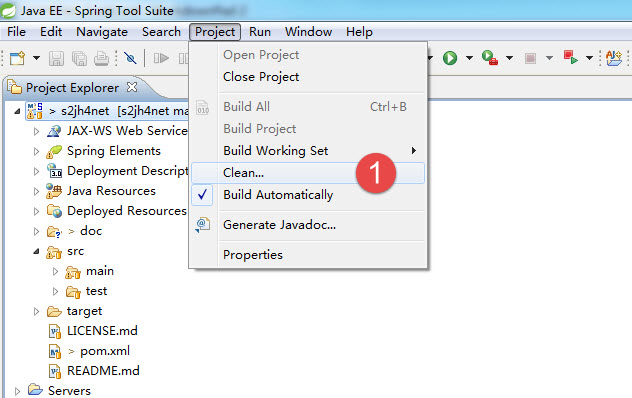 Java EE - Spring Tool Suite
File Edit Navigate Search Project Run Window Help
Open Project
Close Project
Build All Ctrl+B
Build Project
Build Working Set
Clean...
1
Build Automatically
Generate Javadoc...
Properties
Project Explorer
> s2jh4net [s2jh4net ma
JAX-WS Web Service
Spring Elements
Deployment Descript
Java Resources
Deployed Resources
> doc
src
main
test
target
LICENSE.md
> pom.xml
README.md
Servers